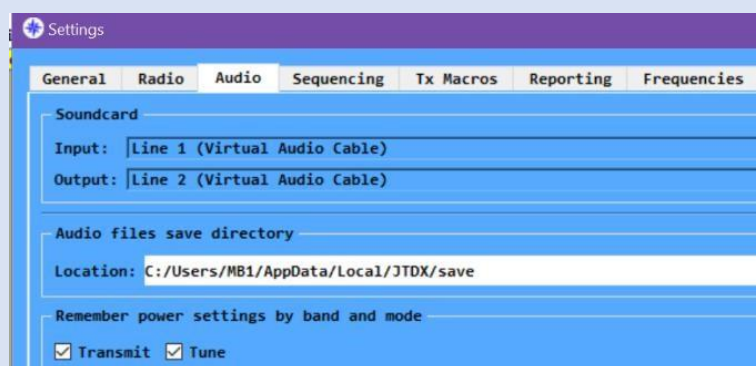 Settings
General Radio Audio Sequencing Tx Macros Reporting Frequencies
Soundcard
Input: Line 1 (Virtual Audio Cable)
Output: Line 2 (Virtual Audio Cable)
Audio files save directory
Location: C:/Users/MB1/AppData/Local/JTDX/save
Remember power settings by band and mode
Transmit Tune